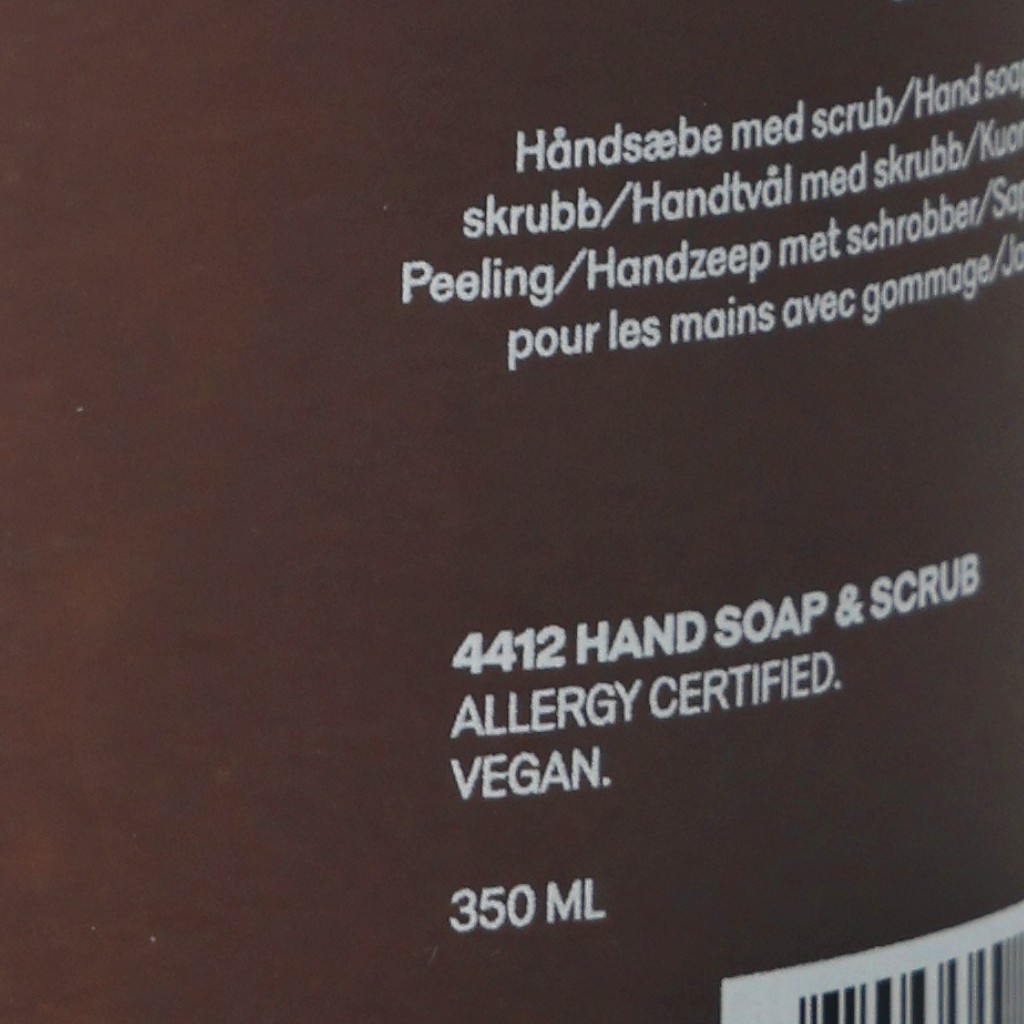 Håndsæbe med scrub/Hand
skrubb/Handtvål med skrubb/
Peeling/Handzeep met schrobber/
pour les mains avec gommage/
4412 HAND SOAP & SCRUB
ALLERGY CERTIFIED.
VEGAN.
350 ML